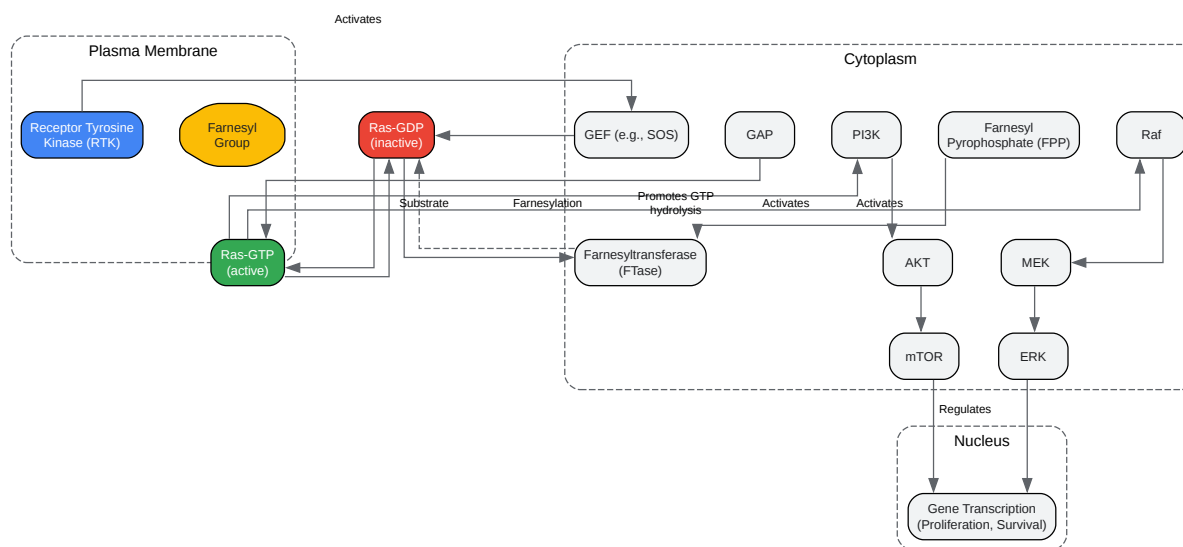 Activates
Plasma Membrane
Cytoplasm
Receptor Tyrosine
Kinase (RTK)
Farnesyl
Group
Ras-GDP
(inactive)
GEF (e.g., SOS)
GAP
PI3K
Farnesyl
Pyrophosphate (FPP)
Raf
Substrate
Farnesylation
Promotes GTP
hydrolysis
Activates
Activates
Ras-GTP
(active)
Farnesyltransferase
(FTase)
AKT
MEK
mTOR
ERK
Regulates
Nucleus
Gene Transcription
(Proliferation, Survival)